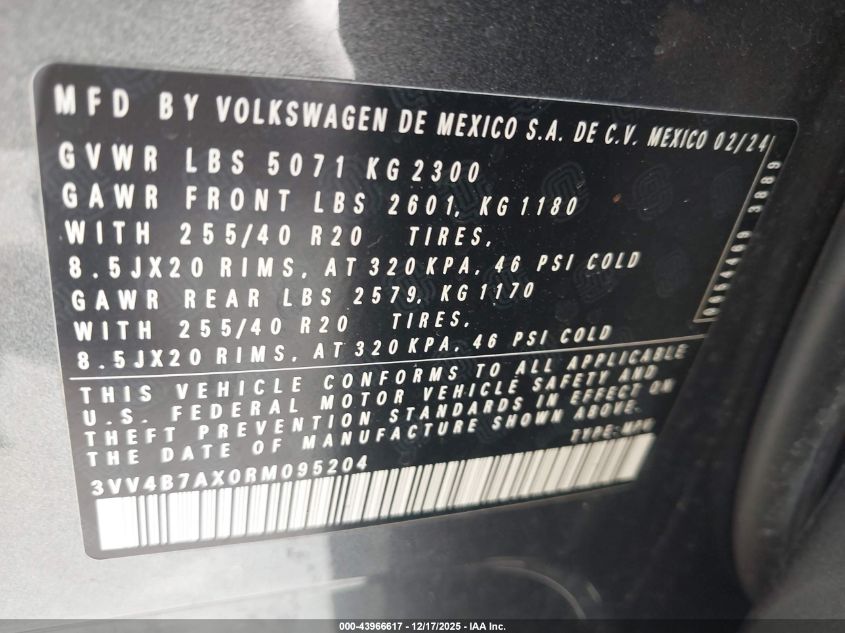 MFD BY VOLKSWAGEN DE MEXICO S.A. DE C.V. MEXICO 02/24
GVWR LBS 5071 KG 2300
GAWR FRONT LBS 2601, KG 1180
WITH 255/40 R20 TIRES,
8.5JX20 RIMS, AT 320 KPA, 46 PSI COLD
GAWR REAR LBS 2579, KG 1170
WITH 255/40 R20 TIRES,
8.5JX20 RIMS, AT 320 KPA, 46 PSI COLD
THIS VEHICLE CONFORMS TO ALL APPLICABLE
U.S. FEDERAL MOTOR VEHICLE SAFETY AND
THEFT PREVENTION STANDARDS IN EFFECT ON
THE DATE OF MANUFACTURE SHOWN ABOVE.
TYPE: MPG
3VV4B7AX0RM095204
000-43966617 - 12/17/2025 - IAA Inc.